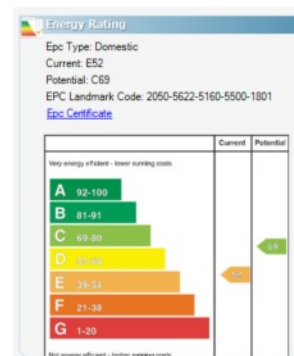 Energy Rating
Epc Type: Domestic
Current: E52
Potential: C69
EPC Landmark Code: 2050-5622-5160-5500-1801
Epc Certificate
Current Potential
Very energy efficient - lower running costs
A 92-100
B 81-91
C 69-80
D
E 39-54
F 21-38
G 1-20
69
52
Not energy efficient - higher running costs